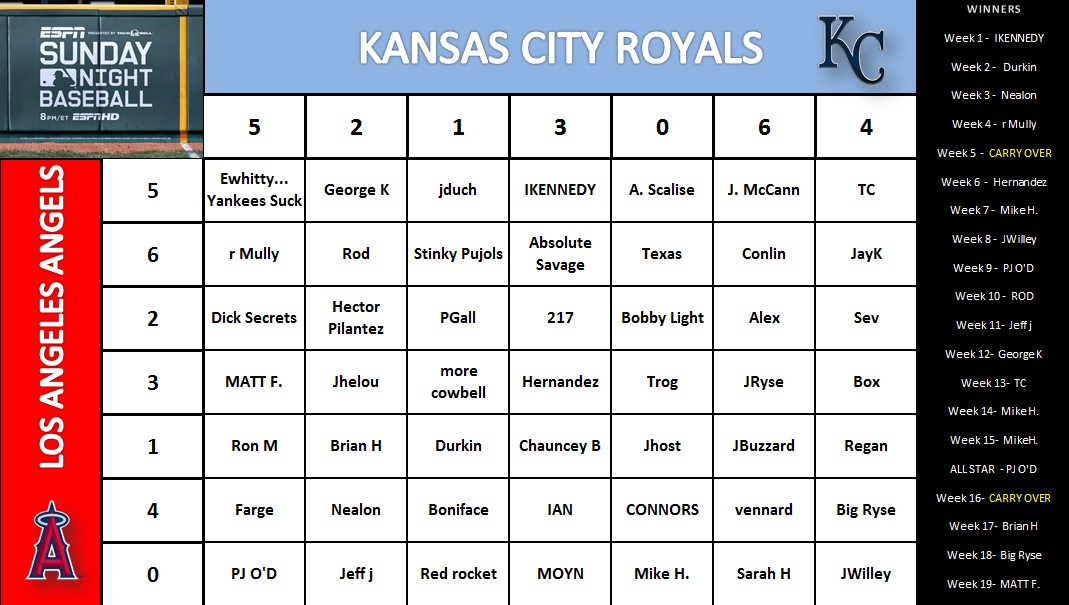 ESPN PRESENTED BY TACO BELL
SUNDAY
NIGHT
BASEBALL
8PM/ET ESPN HD
KANSAS CITY ROYALS
KC
5 2 1 3 0 6 4
LOS ANGELES ANGELS
A
5 Ewhitty... Yankees Suck George K jduch IKENNEDY A. Scalise J. McCann TC
6 r Mully Rod Stinky Pujols Absolute Savage Texas Conlin JayK
2 Dick Secrets Hector Pilantez PGall 217 Bobby Light Alex Sev
3 MATT F. Jhelou more cowbell Hernandez Trog JRyse Box
1 Ron M Brian H Durkin Chauncey B Jhost JBuzzard Regan
4 Farge Nealon Boniface IAN CONNORS vennard Big Ryse
0 PJ O'D Jeff j Red rocket MOYN Mike H. Sarah H JWilley
WINNERS
Week 1 - IKENNEDY
Week 2 - Durkin
Week 3 - Nealon
Week 4 - r Mully
Week 5 - CARRY OVER
Week 6 - Hernandez
Week 7 - Mike H.
Week 8 - JWilley
Week 9 - PJ O'D
Week 10 - ROD
Week 11- Jeff j
Week 12- George K
Week 13- TC
Week 14- Mike H.
Week 15- MikeH.
ALL STAR - PJ O'D
Week 16- CARRY OVER
Week 17- Brian H
Week 18- Big Ryse
Week 19- MATT F.